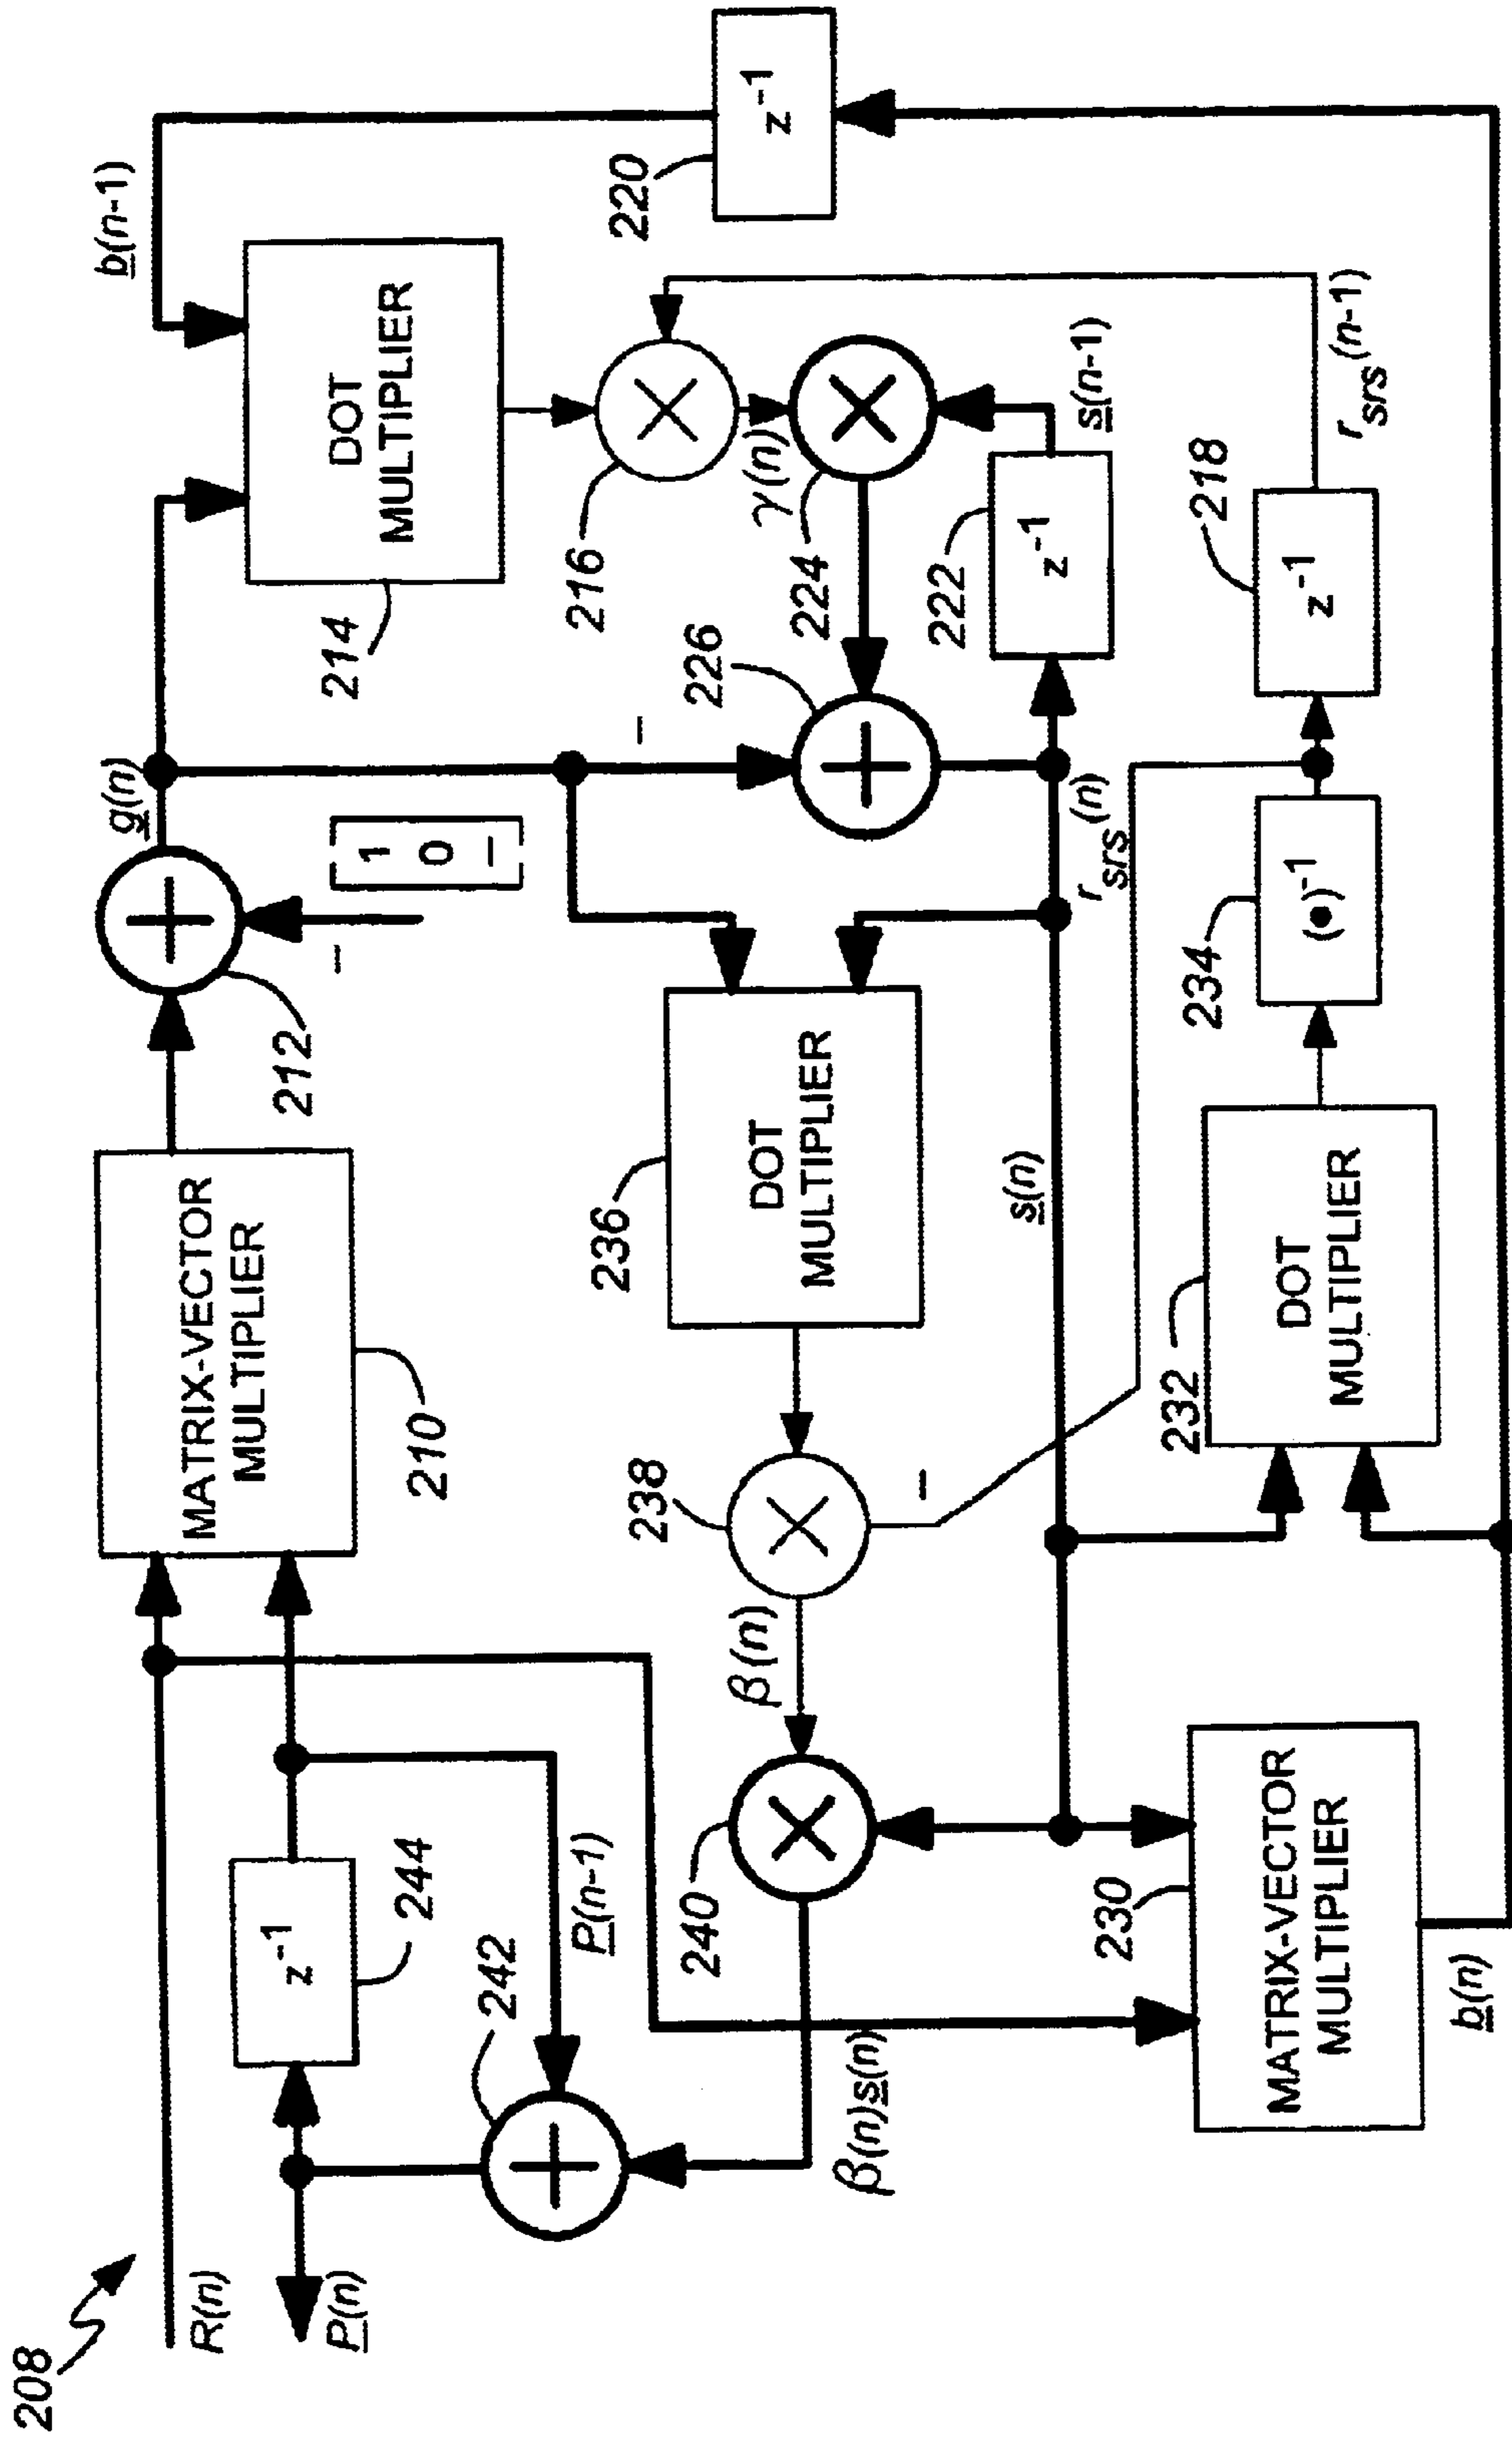 208
R(n)
P(n)
z⁻¹
244
242
P(n-1)
MATRIX-VECTOR
MULTIPLIER
210
212
–
1
0
–
g(n)
214
DOT
MULTIPLIER
b(n-1)
220
z⁻¹
216
γ(n)
224
226
–
222
z⁻¹
s(n-1)
236
DOT
MULTIPLIER
238
–
β(n)
240
β(n)s(n)
s(n)
r_srs(n)
218
z⁻¹
r_srs(n-1)
234
(•)⁻¹
232
DOT
MULTIPLIER
230
MATRIX-VECTOR
MULTIPLIER
b(n)